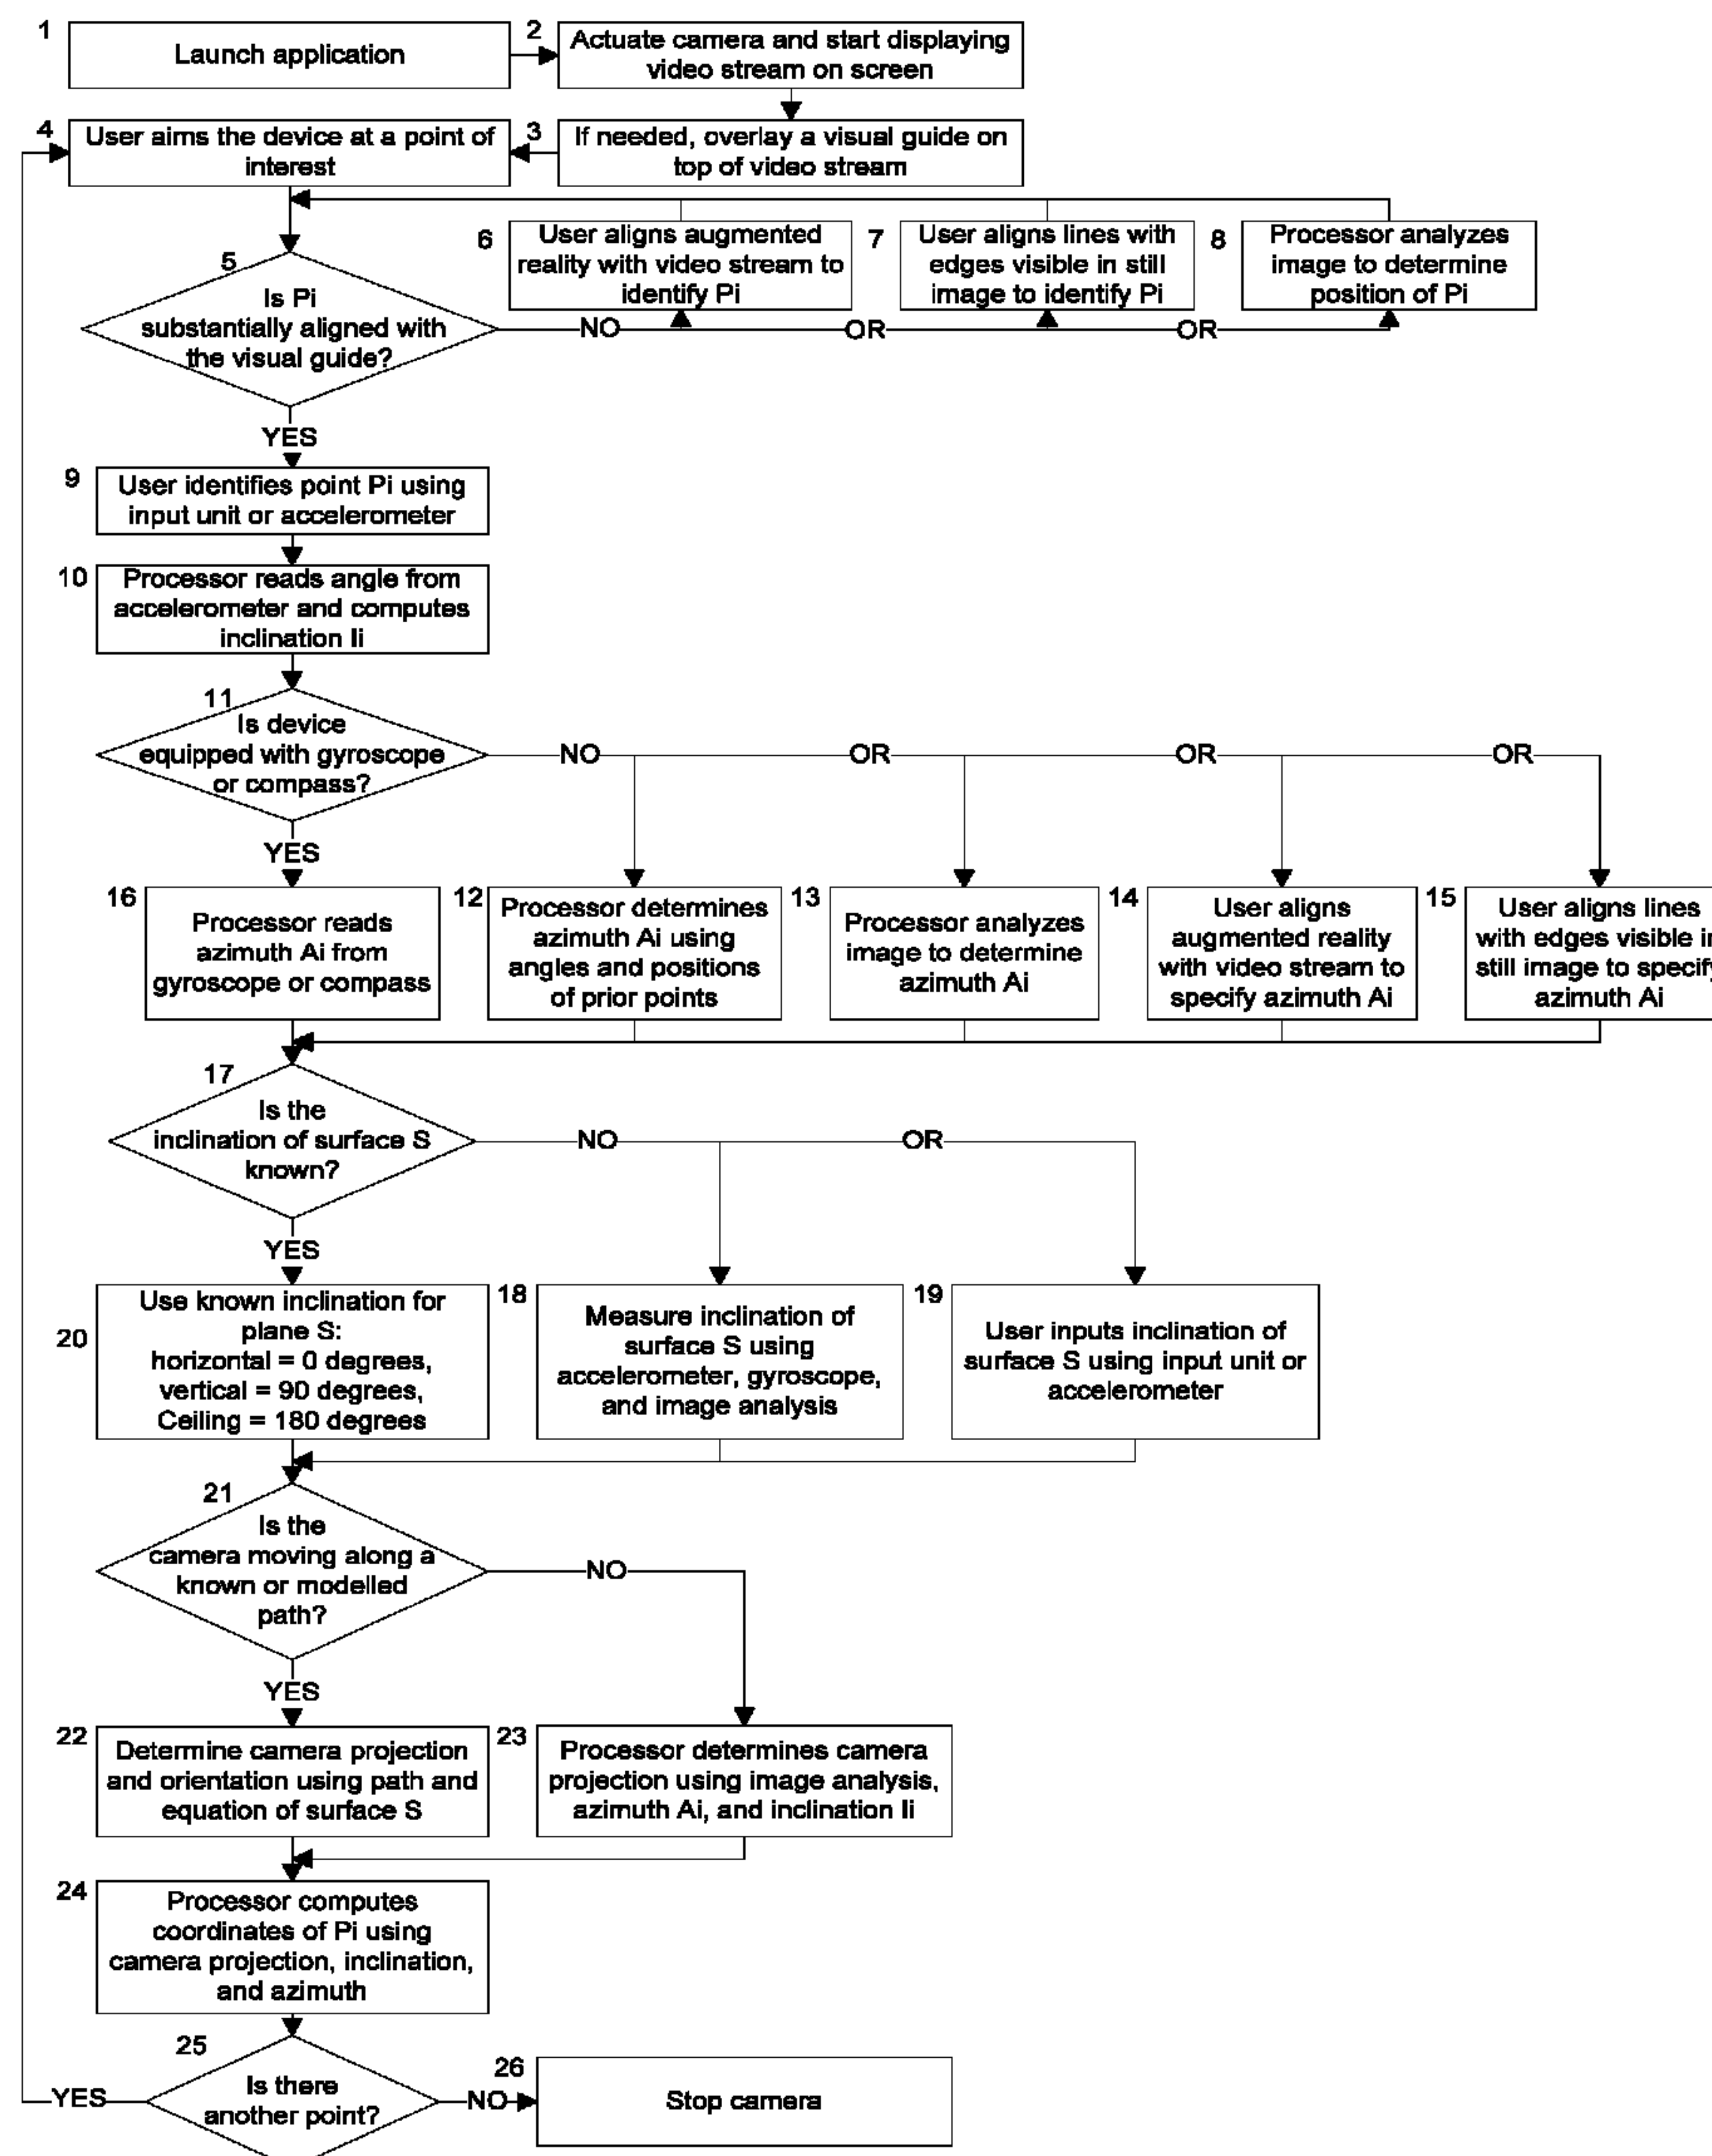 1
Launch application
2
Actuate camera and start displaying
video stream on screen
4
User aims the device at a point of
interest
3
If needed, overlay a visual guide on
top of video stream
5
Is Pi
substantially aligned with
the visual guide?
NO
OR
OR
6
User aligns augmented
reality with video stream to
identify Pi
7
User aligns lines with
edges visible in still
image to identify Pi
8
Processor analyzes
image to determine
position of Pi
YES
9
User identifies point Pi using
input unit or accelerometer
10
Processor reads angle from
accelerometer and computes
inclination Ii
11
Is device
equipped with gyroscope
or compass?
NO
OR
OR
OR
YES
16
Processor reads
azimuth Ai from
gyroscope or compass
12
Processor determines
azimuth Ai using
angles and positions
of prior points
13
Processor analyzes
image to determine
azimuth Ai
14
User aligns
augmented reality
with video stream to
specify azimuth Ai
15
User aligns lines
with edges visible in
still image to specify
azimuth Ai
17
Is the
inclination of surface S
known?
NO
OR
YES
20
Use known inclination for
plane S:
horizontal = 0 degrees,
vertical = 90 degrees,
Ceiling = 180 degrees
18
Measure inclination of
surface S using
accelerometer, gyroscope,
and image analysis
19
User inputs inclination of
surface S using input unit or
accelerometer
21
Is the
camera moving along a
known or modelled
path?
NO
YES
22
Determine camera projection
and orientation using path and
equation of surface S
23
Processor determines camera
projection using image analysis,
azimuth Ai, and inclination Ii
24
Processor computes
coordinates of Pi using
camera projection, inclination,
and azimuth
25
Is there
another point?
YES
NO
26
Stop camera